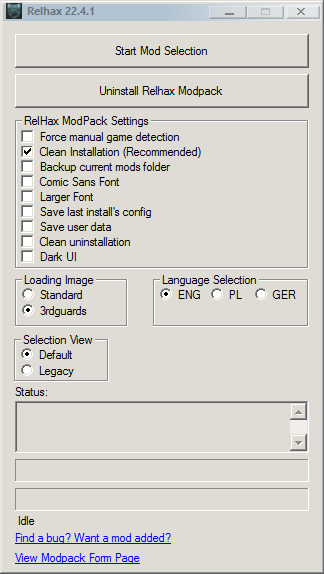 Relhax 22.4.1
Start Mod Selection
Uninstall Relhax Modpack
RelHax ModPack Settings
Force manual game detection
Clean Installation (Recommended)
Backup current mods folder
Comic Sans Font
Larger Font
Save last install's config
Save user data
Clean uninstallation
Dark UI
Loading Image
Standard
3rdguards
Language Selection
ENG PL GER
Selection View
Default
Legacy
Status:
Idle
Find a bug? Want a mod added?
View Modpack Form Page